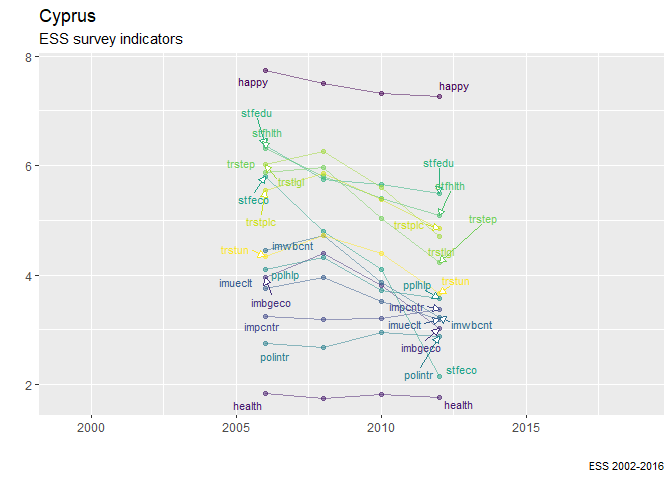 Cyprus
ESS survey indicators
8
happy
happy
stfedu
stfhlth
6
trstep
stfedu
trstlgl
stfhlth
stfeco
trstplc
trstep
trstplc
trstun
imwbcnt
trstlgl
4
pplhlp
imueclt
trstun
pplhlp
imbgeco
impcntr
impcntr
imueclt
imwbcnt
polintr
imbgeco
polintr
stfeco
2
health
health
2000
2005
2010
2015
ESS 2002-2016